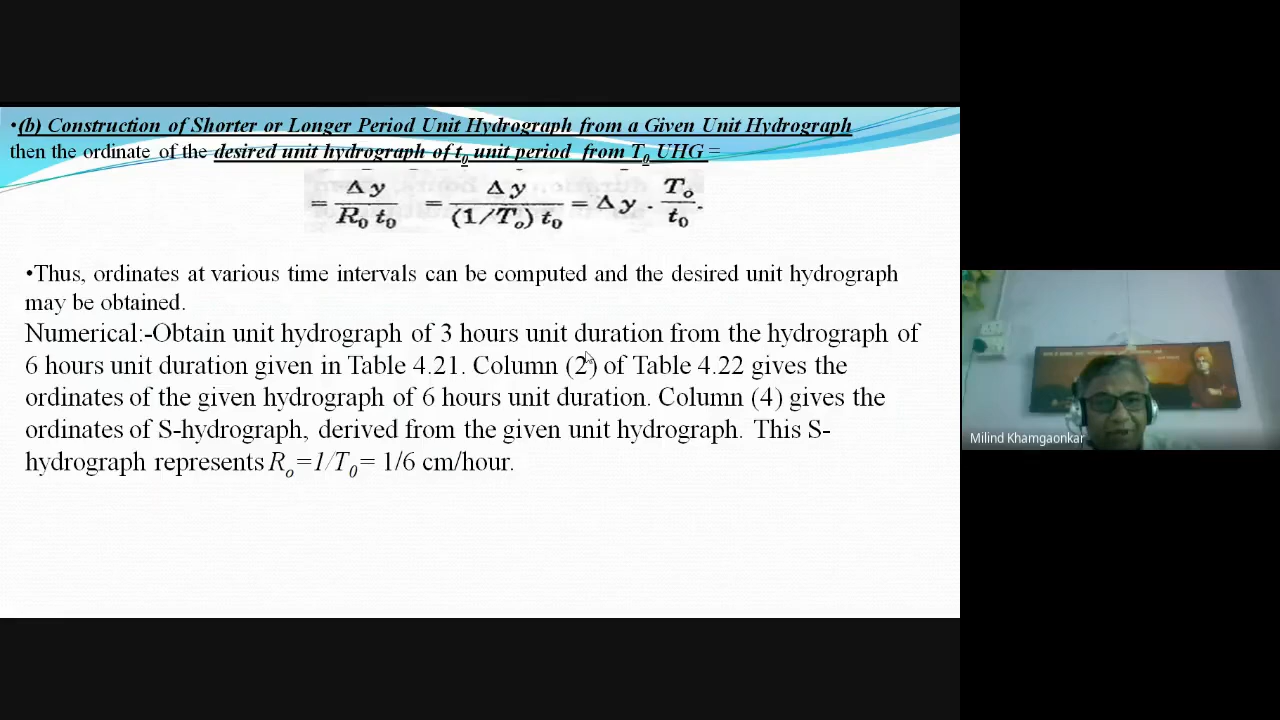 •(b) Construction of Shorter or Longer Period Unit Hydrograph from a Given Unit Hydrograph
then the ordinate of the desired unit hydrograph of t₀ unit period from T₀ UHG =
= Δy / (R₀ t₀) = Δy / ((1/T₀) t₀) = Δy . T₀/t₀.
•Thus, ordinates at various time intervals can be computed and the desired unit hydrograph
may be obtained.
Numerical:-Obtain unit hydrograph of 3 hours unit duration from the hydrograph of
6 hours unit duration given in Table 4.21. Column (2) of Table 4.22 gives the
ordinates of the given hydrograph of 6 hours unit duration. Column (4) gives the
ordinates of S-hydrograph, derived from the given unit hydrograph. This S-
hydrograph represents Rₒ=1/T₀= 1/6 cm/hour.
Milind Khamgaonkar